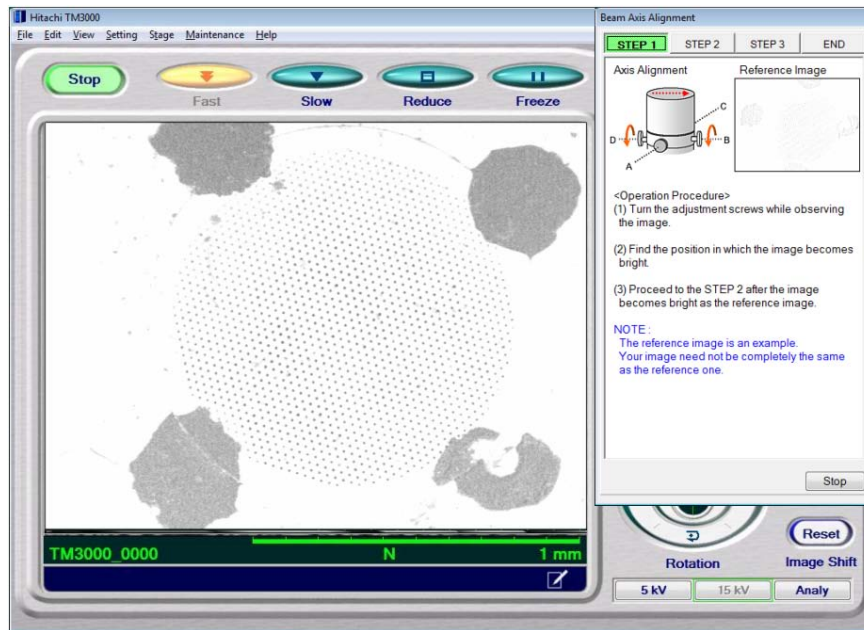 Hitachi TM3000
File Edit View Setting Stage Maintenance Help
Stop
Fast
Slow
Reduce
Freeze
TM3000_0000 N 1 mm
Beam Axis Alignment
STEP 1 STEP 2 STEP 3 END
Axis Alignment Reference Image
C
D B
A
<Operation Procedure>
(1) Turn the adjustment screws while observing
the image.
(2) Find the position in which the image becomes
bright.
(3) Proceed to the STEP 2 after the image
becomes bright as the reference image.
NOTE :
The reference image is an example.
Your image need not be completely the same
as the reference one.
Stop
Reset
Rotation Image Shift
5 kV 15 kV Analy